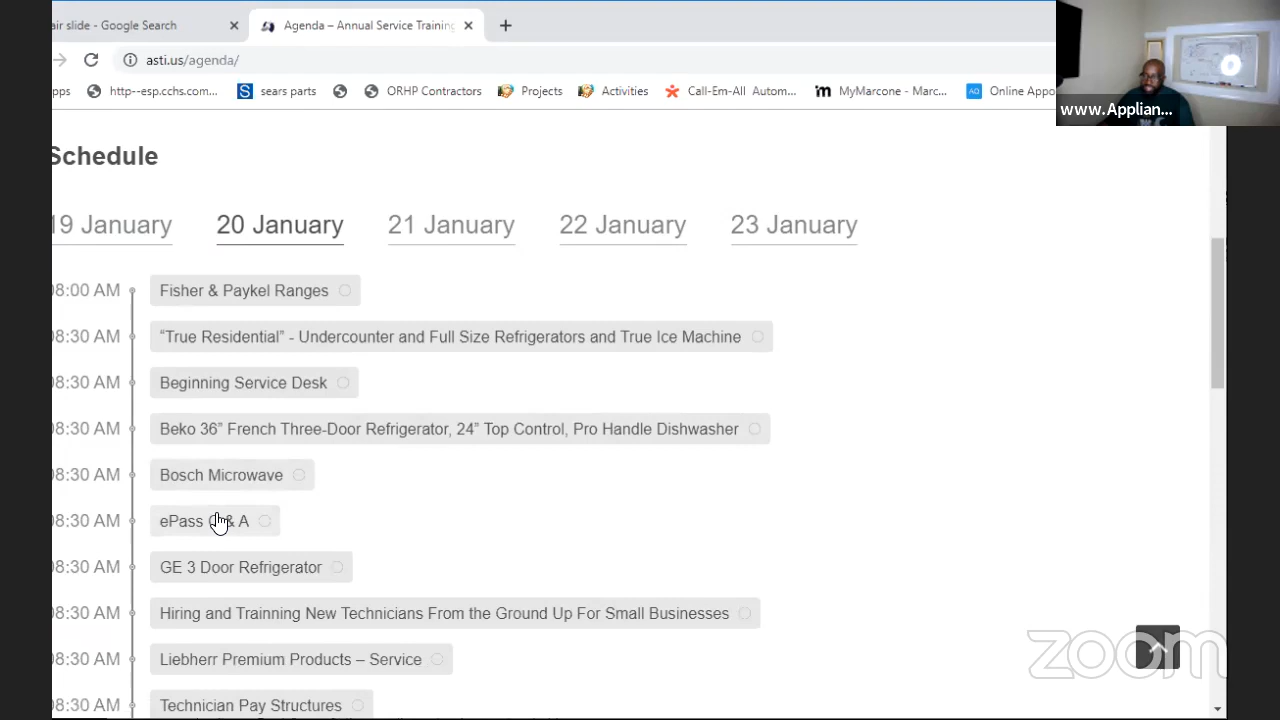 air slide - Google Search
Agenda – Annual Service Training
asti.us/agenda/
pps
http--esp.cchs.com...
sears parts
ORHP Contractors
Projects
Activities
Call-Em-All Autom...
MyMarcone - Marc...
Online Appo
www.Applian...
Schedule
19 January
20 January
21 January
22 January
23 January
08:00 AM Fisher & Paykel Ranges
08:30 AM “True Residential” - Undercounter and Full Size Refrigerators and True Ice Machine
08:30 AM Beginning Service Desk
08:30 AM Beko 36” French Three-Door Refrigerator, 24” Top Control, Pro Handle Dishwasher
08:30 AM Bosch Microwave
08:30 AM ePass Q & A
08:30 AM GE 3 Door Refrigerator
08:30 AM Hiring and Trainning New Technicians From the Ground Up For Small Businesses
08:30 AM Liebherr Premium Products – Service
08:30 AM Technician Pay Structures
zoom